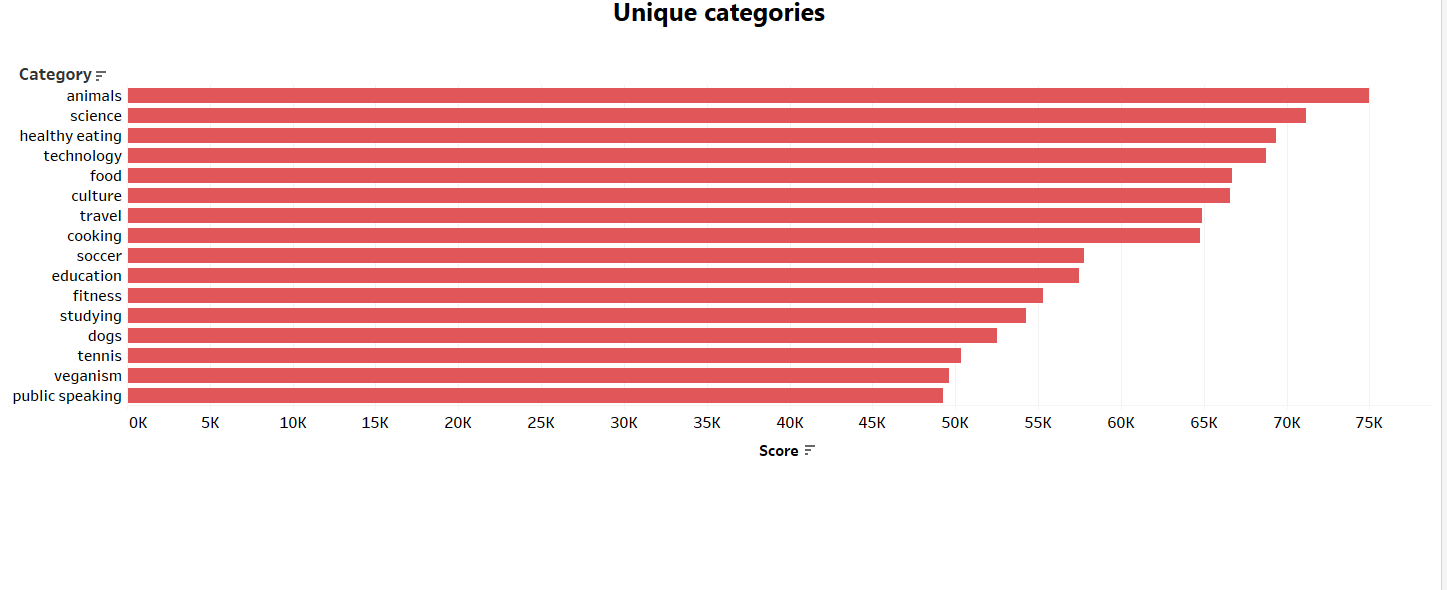 Unique categories
Category
animals
science
healthy eating
technology
food
culture
travel
cooking
soccer
education
fitness
studying
dogs
tennis
veganism
public speaking
0K 5K 10K 15K 20K 25K 30K 35K 40K 45K 50K 55K 60K 65K 70K 75K
Score